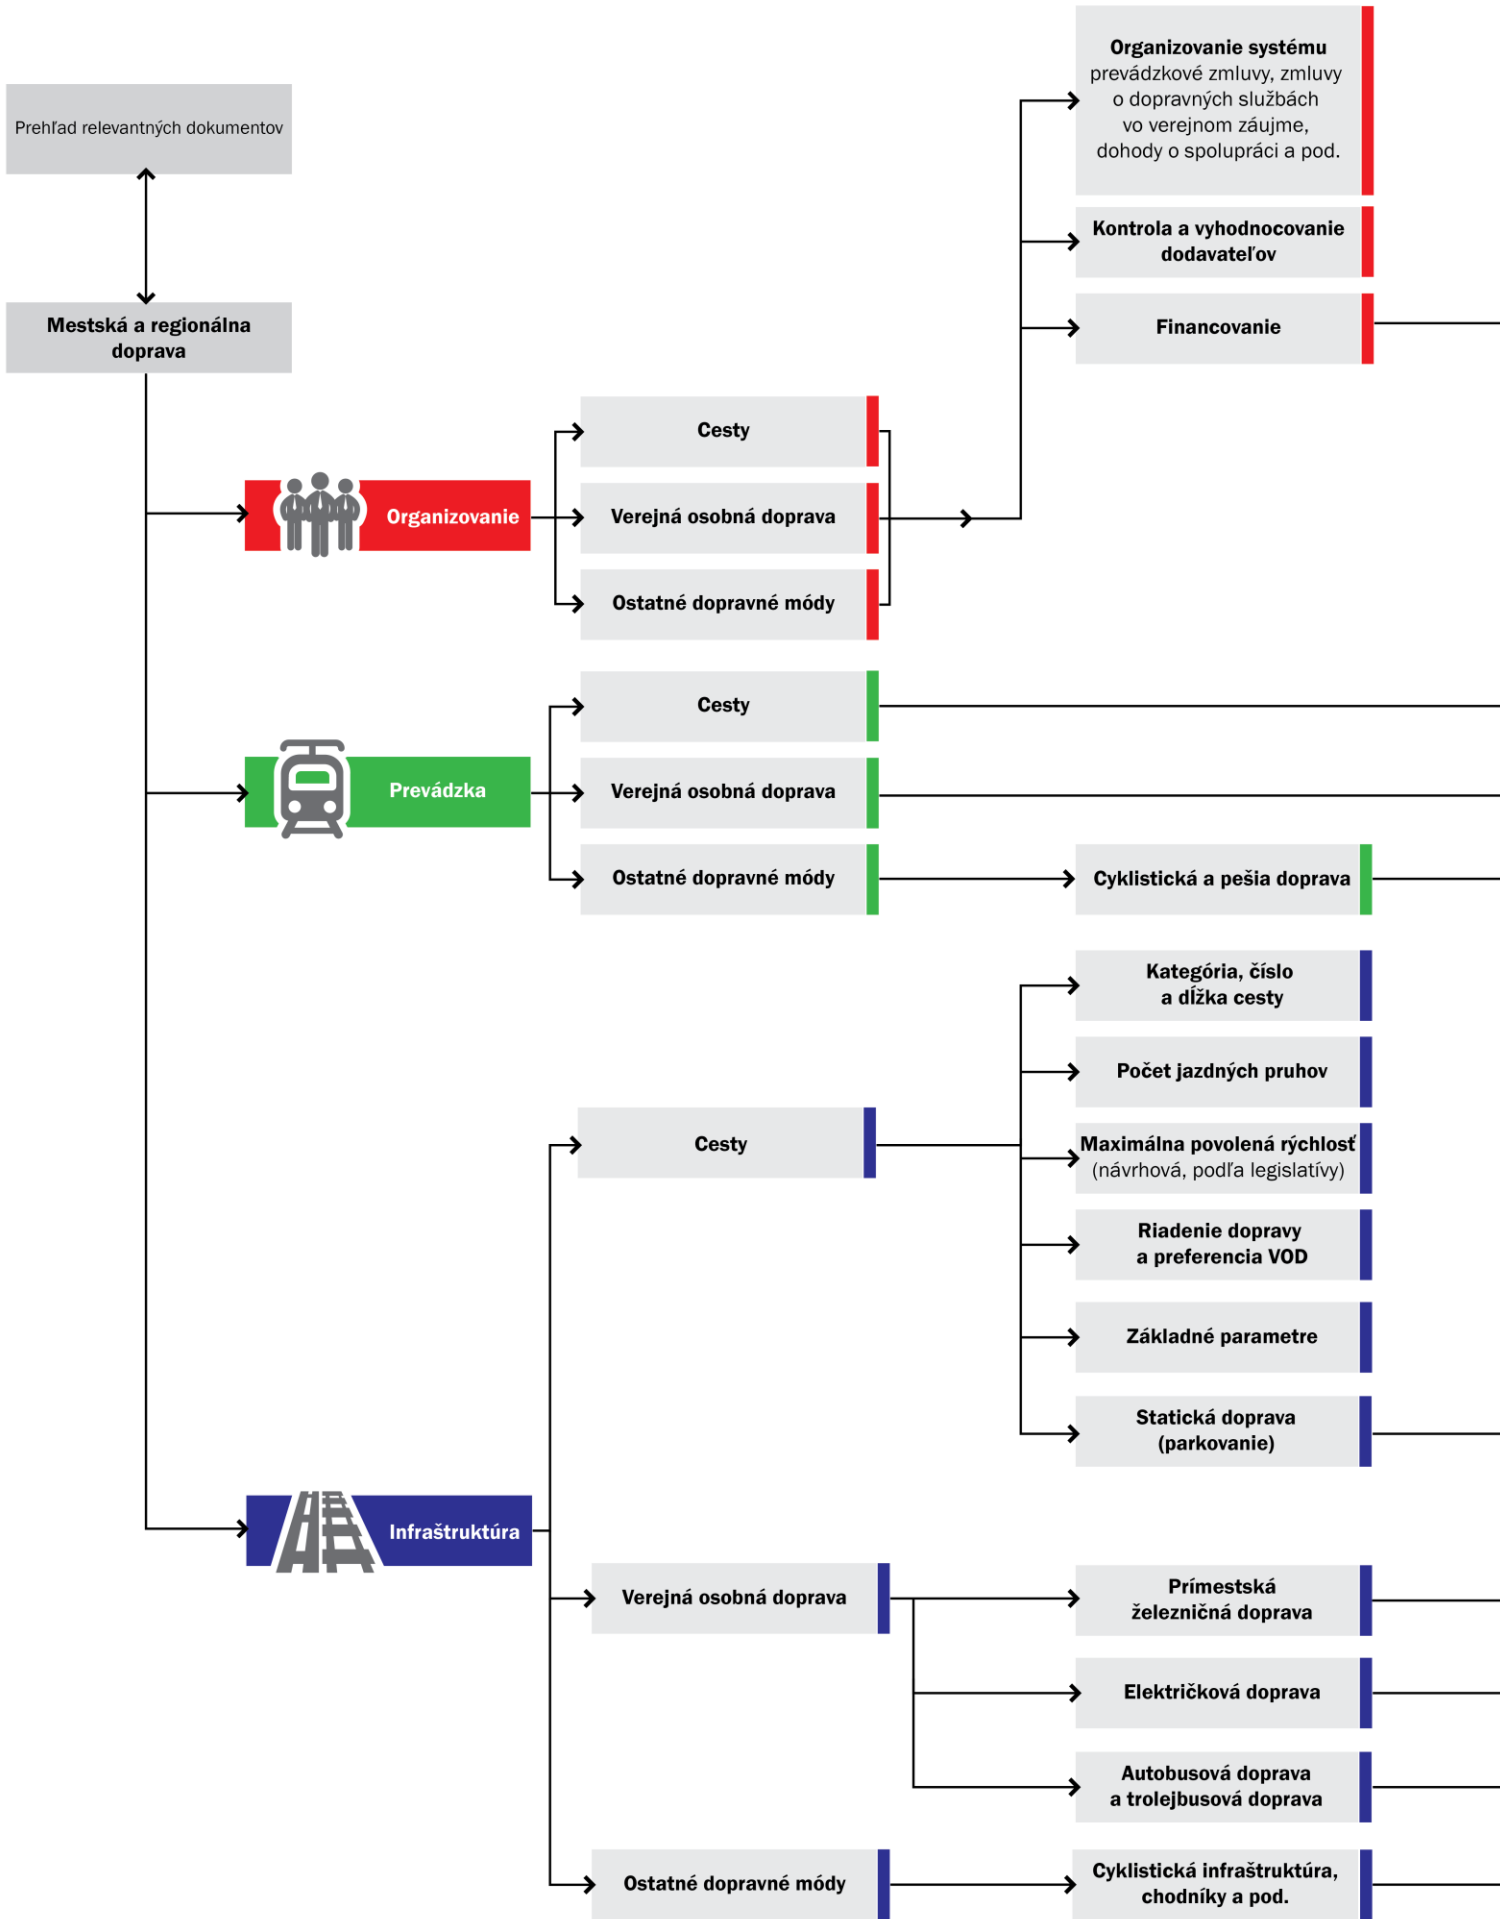 Prehľad relevantných dokumentov
Mestská a regionálna
doprava
Organizovanie
Cesty
Verejná osobná doprava
Ostatné dopravné módy
Organizovanie systému
prevádzkové zmluvy, zmluvy
o dopravných službách
vo verejnom záujme,
dohody o spolupráci a pod.
Kontrola a vyhodnocovanie
dodavateľov
Financovanie
Prevádzka
Cesty
Verejná osobná doprava
Ostatné dopravné módy
Cyklistická a pešia doprava
Infraštruktúra
Cesty
Kategória, číslo
a dĺžka cesty
Počet jazdných pruhov
Maximálna povolená rýchlosť
(návrhová, podľa legislatívy)
Riadenie dopravy
a preferencia VOD
Základné parametre
Statická doprava
(parkovanie)
Verejná osobná doprava
Prímestská
železničná doprava
Električková doprava
Autobusová doprava
a trolejbusová doprava
Ostatné dopravné módy
Cyklistická infraštruktúra,
chodníky a pod.